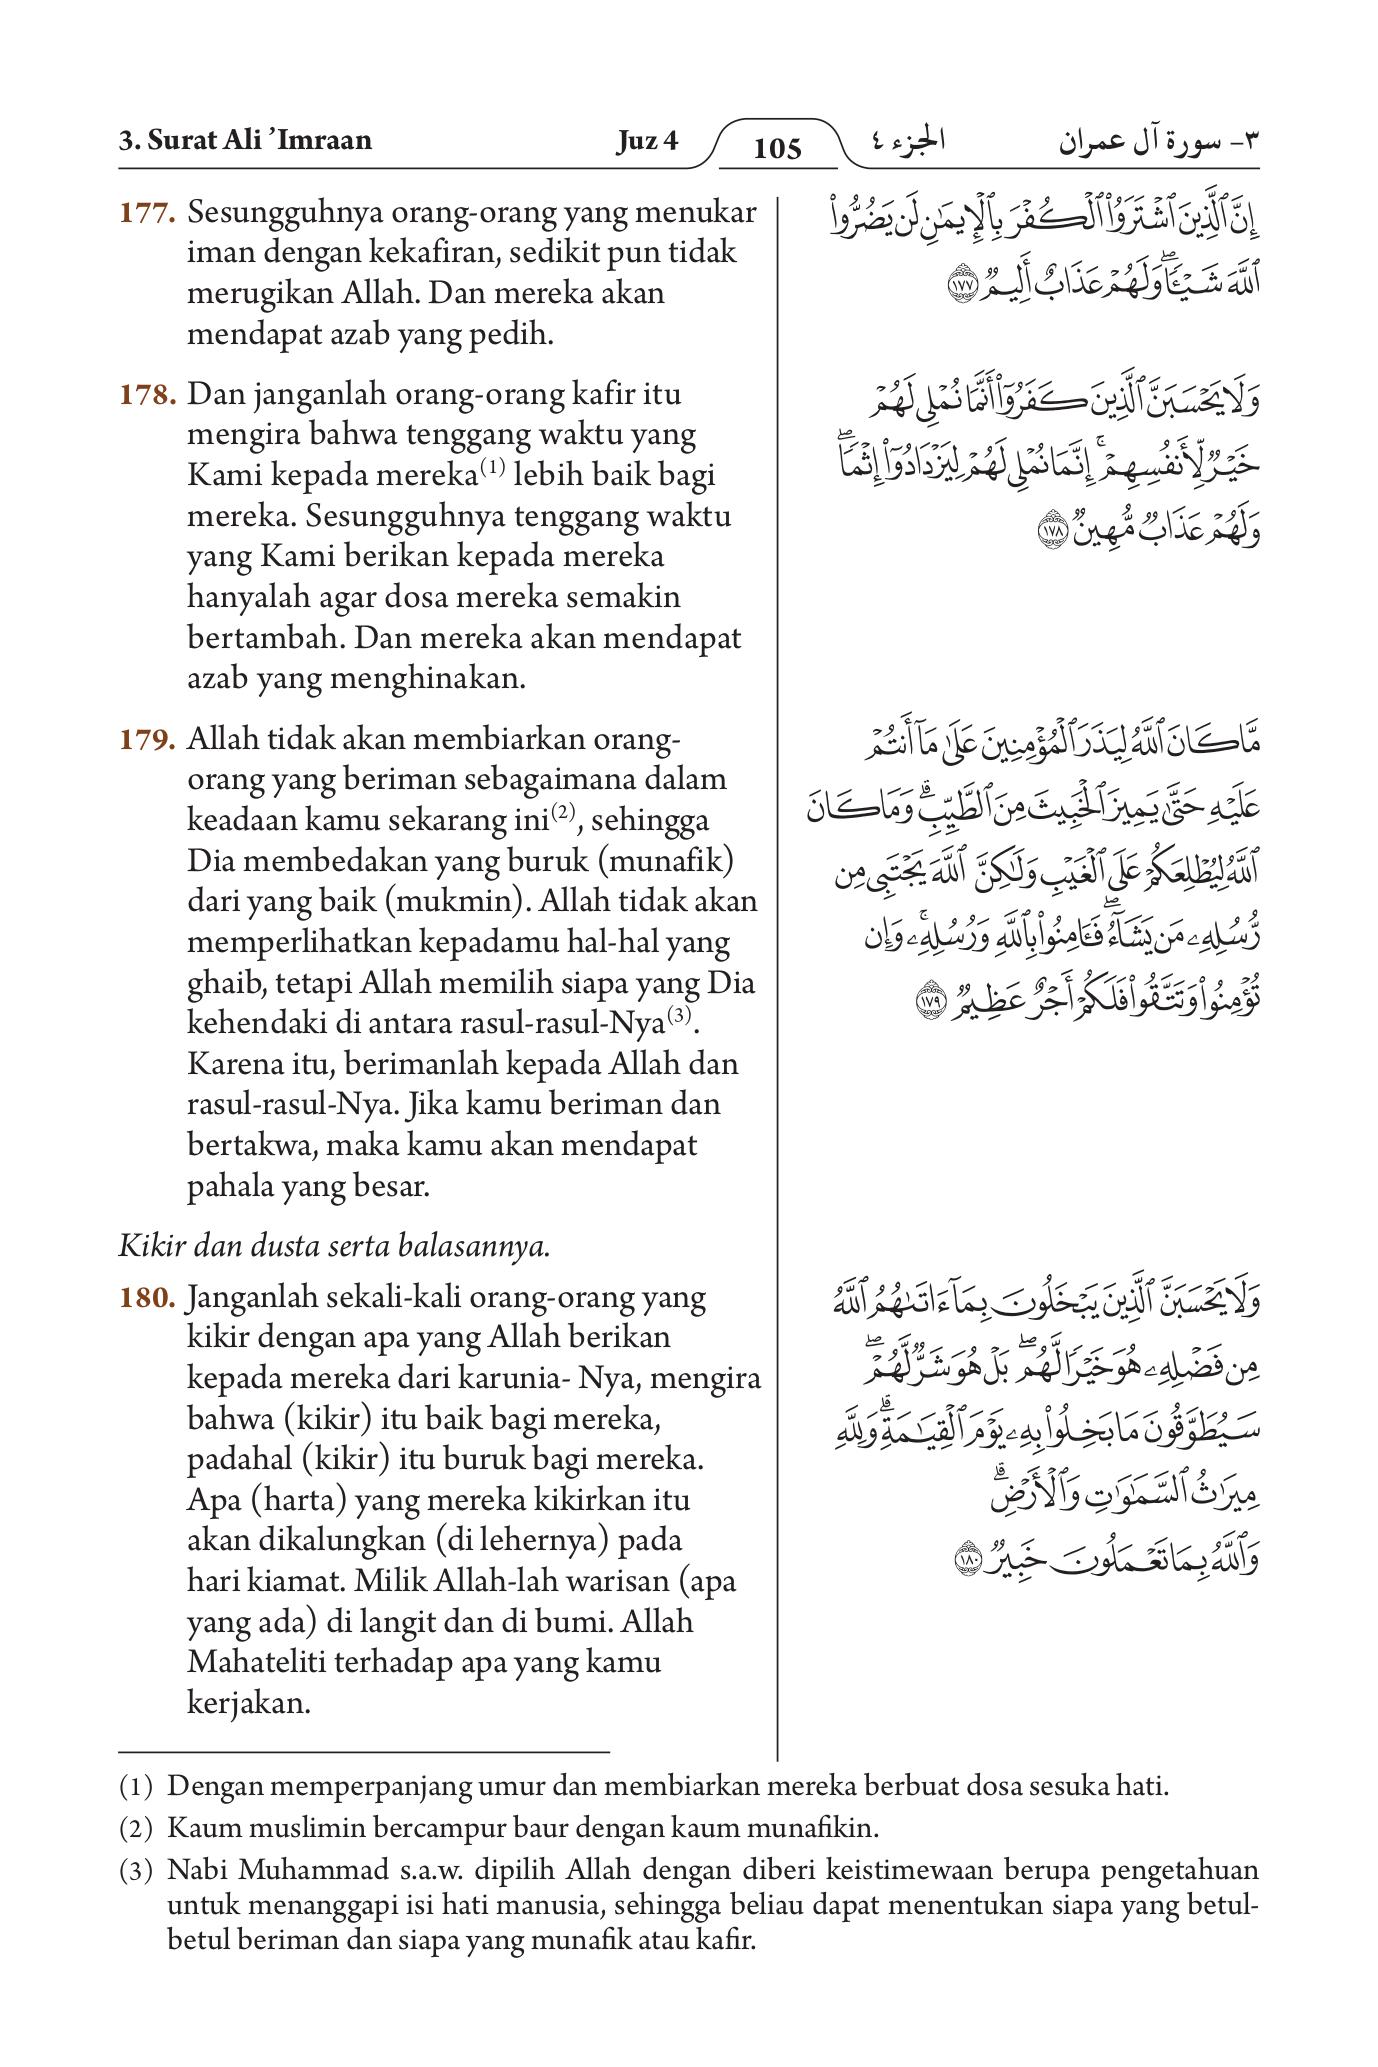 3. Surat Ali ’Imraan Juz 4 105 الجزء ٤ ٣- سورة آل عمران
177. Sesungguhnya orang-orang yang menukar
iman dengan kekafiran, sedikit pun tidak
merugikan Allah. Dan mereka akan
mendapat azab yang pedih.
إِنَّ ٱلَّذِينَ ٱشْتَرَوُا۟ ٱلْكُفْرَ بِٱلْإِيمَـٰنِ لَن يَضُرُّوا۟
ٱللَّهَ شَيْـًٔا ۖ وَلَهُمْ عَذَابٌ أَلِيمٌ ١٧٧
178. Dan janganlah orang-orang kafir itu
mengira bahwa tenggang waktu yang
Kami kepada mereka(1) lebih baik bagi
mereka. Sesungguhnya tenggang waktu
yang Kami berikan kepada mereka
hanyalah agar dosa mereka semakin
bertambah. Dan mereka akan mendapat
azab yang menghinakan.
وَلَا يَحْسَبَنَّ ٱلَّذِينَ كَفَرُوٓا۟ أَنَّمَا نُمْلِى لَهُمْ
خَيْرٌ لِّأَنفُسِهِمْ ۚ إِنَّمَا نُمْلِى لَهُمْ لِيَزْدَادُوٓا۟ إِثْمًا ۖ
وَلَهُمْ عَذَابٌ مُّهِينٌ ١٧٨
179. Allah tidak akan membiarkan orang-
orang yang beriman sebagaimana dalam
keadaan kamu sekarang ini(2), sehingga
Dia membedakan yang buruk (munafik)
dari yang baik (mukmin). Allah tidak akan
memperlihatkan kepadamu hal-hal yang
ghaib, tetapi Allah memilih siapa yang Dia
kehendaki di antara rasul-rasul-Nya(3).
Karena itu, berimanlah kepada Allah dan
rasul-rasul-Nya. Jika kamu beriman dan
bertakwa, maka kamu akan mendapat
pahala yang besar.
مَّا كَانَ ٱللَّهُ لِيَذَرَ ٱلْمُؤْمِنِينَ عَلَىٰ مَآ أَنتُمْ
عَلَيْهِ حَتَّىٰ يَمِيزَ ٱلْخَبِيثَ مِنَ ٱلطَّيِّبِ ۗ وَمَا كَانَ
ٱللَّهُ لِيُطْلِعَكُمْ عَلَى ٱلْغَيْبِ وَلَـٰكِنَّ ٱللَّهَ يَجْتَبِى مِن
رُّسُلِهِۦ مَن يَشَآءُ ۖ فَـَٔامِنُوا۟ بِٱللَّهِ وَرُسُلِهِۦ ۚ وَإِن
تُؤْمِنُوا۟ وَتَتَّقُوا۟ فَلَكُمْ أَجْرٌ عَظِيمٌ ١٧٩
Kikir dan dusta serta balasannya.
180. Janganlah sekali-kali orang-orang yang
kikir dengan apa yang Allah berikan
kepada mereka dari karunia- Nya, mengira
bahwa (kikir) itu baik bagi mereka,
padahal (kikir) itu buruk bagi mereka.
Apa (harta) yang mereka kikirkan itu
akan dikalungkan (di lehernya) pada
hari kiamat. Milik Allah-lah warisan (apa
yang ada) di langit dan di bumi. Allah
Mahateliti terhadap apa yang kamu
kerjakan.
وَلَا يَحْسَبَنَّ ٱلَّذِينَ يَبْخَلُونَ بِمَآ ءَاتَىٰهُمُ ٱللَّهُ
مِن فَضْلِهِۦ هُوَ خَيْرًا لَّهُم ۖ بَلْ هُوَ شَرٌّ لَّهُمْ ۖ
سَيُطَوَّقُونَ مَا بَخِلُوا۟ بِهِۦ يَوْمَ ٱلْقِيَـٰمَةِ ۗ وَلِلَّهِ
مِيرَٰثُ ٱلسَّمَـٰوَٰتِ وَٱلْأَرْضِ ۗ
وَٱللَّهُ بِمَا تَعْمَلُونَ خَبِيرٌ ١٨٠
(1) Dengan memperpanjang umur dan membiarkan mereka berbuat dosa sesuka hati.
(2) Kaum muslimin bercampur baur dengan kaum munafikin.
(3) Nabi Muhammad s.a.w. dipilih Allah dengan diberi keistimewaan berupa pengetahuan
untuk menanggapi isi hati manusia, sehingga beliau dapat menentukan siapa yang betul-
betul beriman dan siapa yang munafik atau kafir.